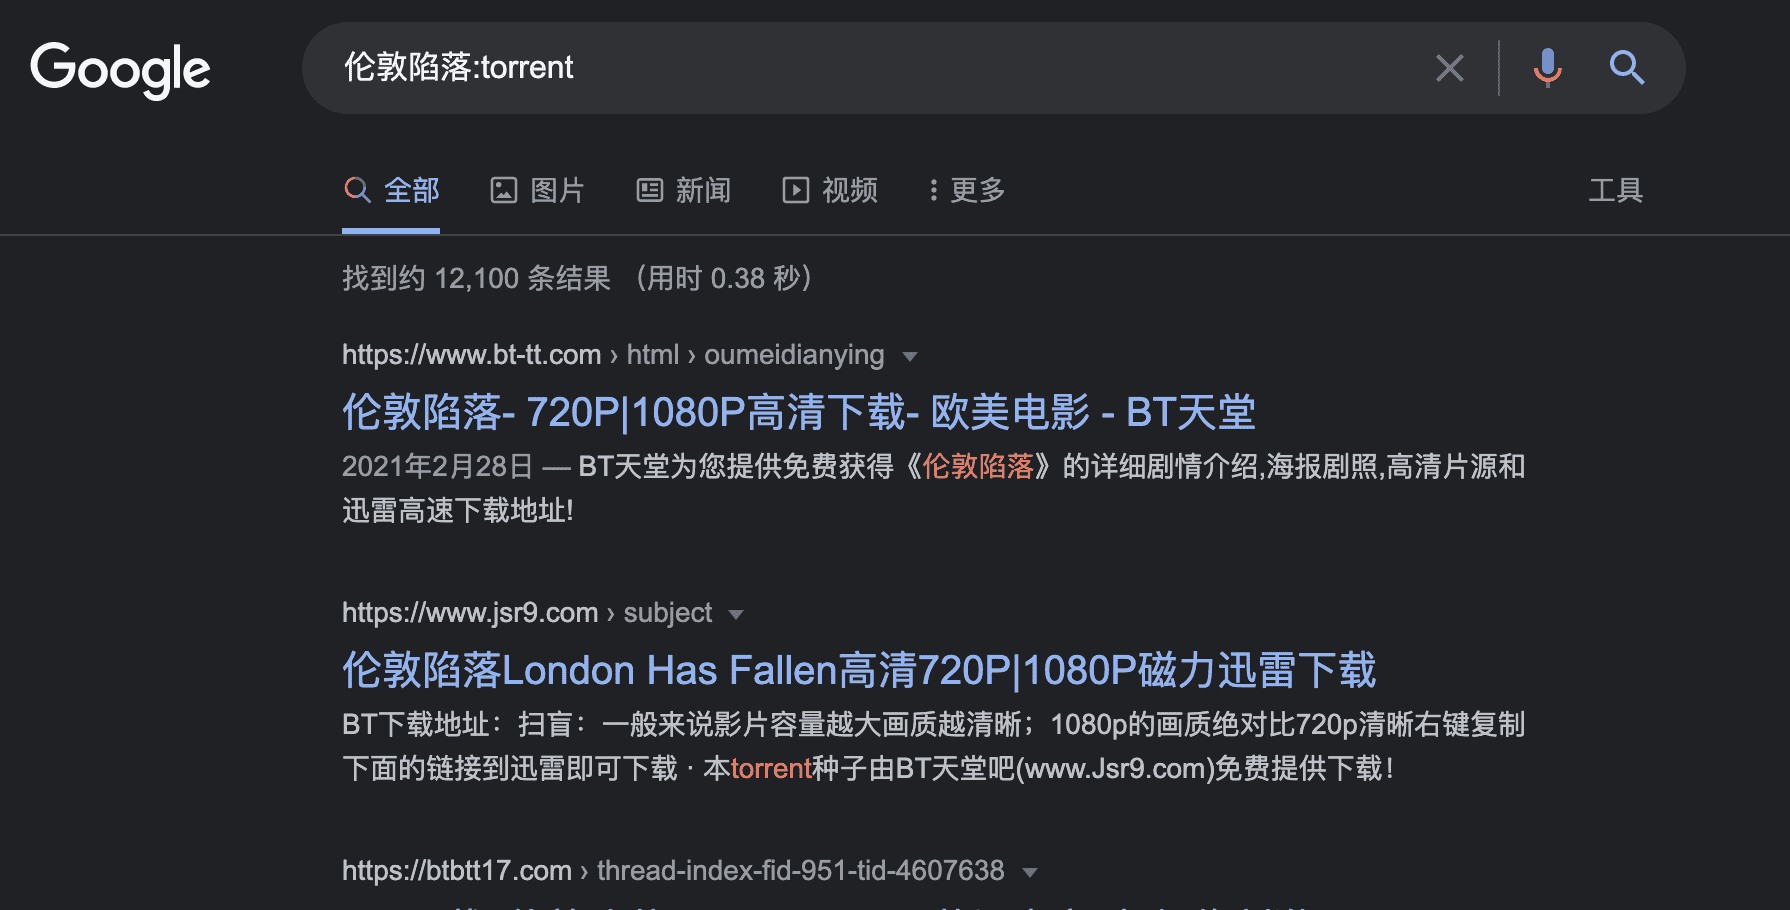 Google
伦敦陷落:torrent
全部 图片 新闻 视频 更多 工具
找到约 12,100 条结果 （用时 0.38 秒）
https://www.bt-tt.com › html › oumeidianying
伦敦陷落- 720P|1080P高清下载- 欧美电影 - BT天堂
2021年2月28日 — BT天堂为您提供免费获得《伦敦陷落》的详细剧情介绍,海报剧照,高清片源和
迅雷高速下载地址!
https://www.jsr9.com › subject
伦敦陷落London Has Fallen高清720P|1080P磁力迅雷下载
BT下载地址：扫盲：一般来说影片容量越大画质越清晰；1080p的画质绝对比720p清晰右键复制
下面的链接到迅雷即可下载 · 本torrent种子由BT天堂吧(www.Jsr9.com)免费提供下载！
https://btbtt17.com › thread-index-fid-951-tid-4607638